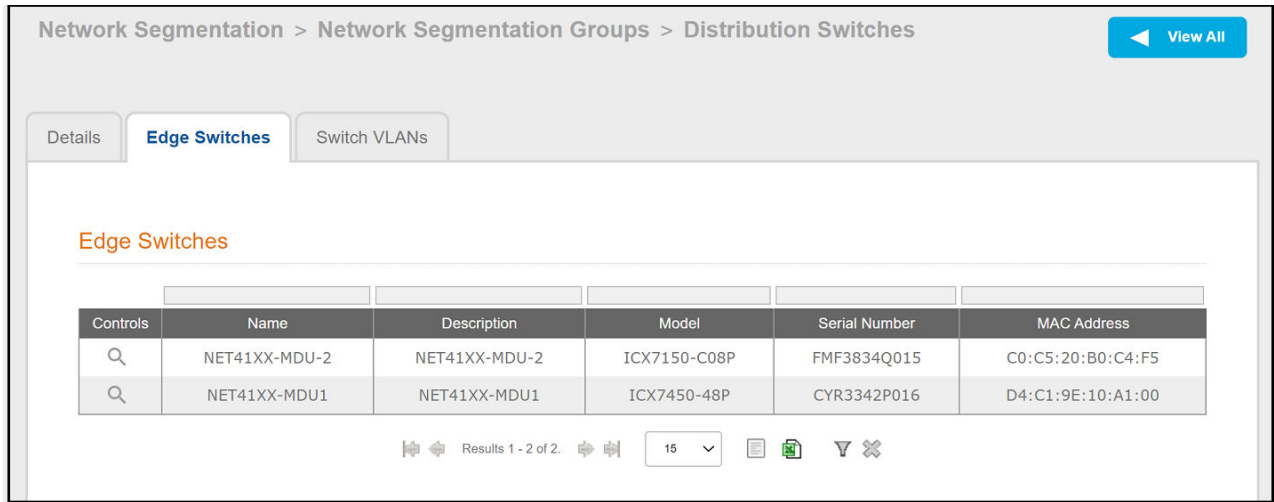 Network Segmentation > Network Segmentation Groups > Distribution Switches
View All
Details Edge Switches Switch VLANs
Edge Switches
Controls Name Description Model Serial Number MAC Address
NET41XX-MDU-2 NET41XX-MDU-2 ICX7150-C08P FMF3834Q015 C0:C5:20:B0:C4:F5
NET41XX-MDU1 NET41XX-MDU1 ICX7450-48P CYR3342P016 D4:C1:9E:10:A1:00
Results 1 - 2 of 2. 15